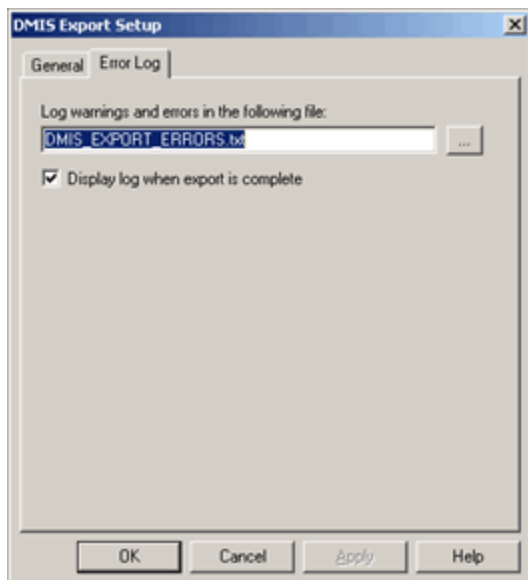 DMIS Export Setup
General Error Log
Log warnings and errors in the following file:
DMIS_EXPORT_ERRORS.txt
...
Display log when export is complete
OK Cancel Apply Help